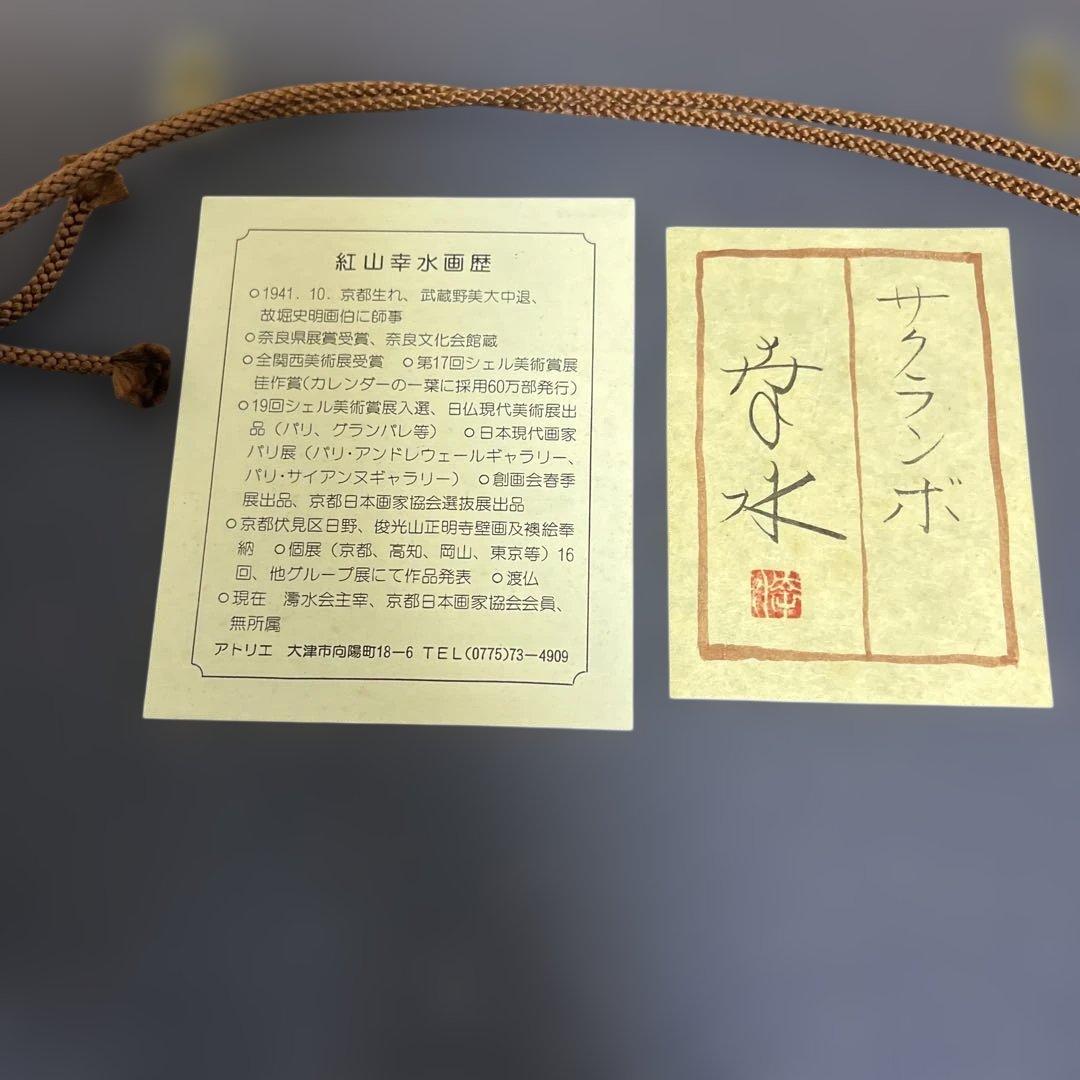 紅山幸水画歴
○1941．10．京都生れ、武蔵野美大中退、
故堀史明画伯に師事
○奈良県展賞受賞、奈良文化会館蔵
○全関西美術展受賞　○第17回シェル美術賞展
佳作賞(カレンダーの一葉に採用60万部発行)
○19回シェル美術賞展入選、日仏現代美術展出
品（パリ、グランパレ等）　○日本現代画家
パリ展（パリ・アンドレウェールギャラリー、
パリ・サイアンヌギャラリー）　○創画会春季
展出品、京都日本画家協会選抜展出品
○京都伏見区日野、俊光山正明寺壁画及襖絵奉
納　○個展（京都、高知、岡山、東京等）16
回、他グループ展にて作品発表　○渡仏
○現在　濤水会主宰、京都日本画家協会会員、
無所属
アトリエ　大津市向陽町18－6　TEL(0775)73－4909
サクランボ
幸水